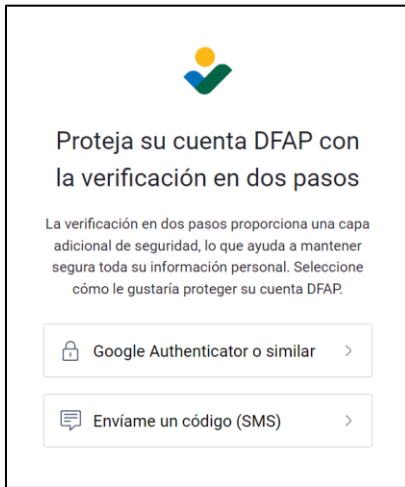 Proteja su cuenta DFAP con
la verificación en dos pasos
La verificación en dos pasos proporciona una capa
adicional de seguridad, lo que ayuda a mantener
segura toda su información personal. Seleccione
cómo le gustaría proteger su cuenta DFAP.
Google Authenticator o similar
Envíame un código (SMS)